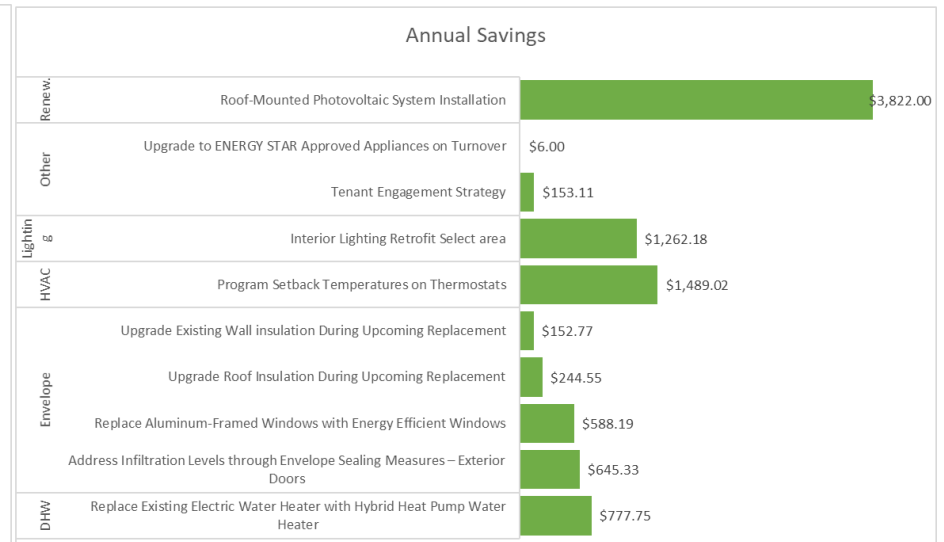 Annual Savings
Renew.
Roof-Mounted Photovoltaic System Installation
$3,822.00
Other
Upgrade to ENERGY STAR Approved Appliances on Turnover
$6.00
Tenant Engagement Strategy
$153.11
Lightin
g
Interior Lighting Retrofit Select area
$1,262.18
HVAC
Program Setback Temperatures on Thermostats
$1,489.02
Envelope
Upgrade Existing Wall insulation During Upcoming Replacement
$152.77
Upgrade Roof Insulation During Upcoming Replacement
$244.55
Replace Aluminum-Framed Windows with Energy Efficient Windows
$588.19
Address Infiltration Levels through Envelope Sealing Measures – Exterior
Doors
$645.33
DHW
Replace Existing Electric Water Heater with Hybrid Heat Pump Water
Heater
$777.75